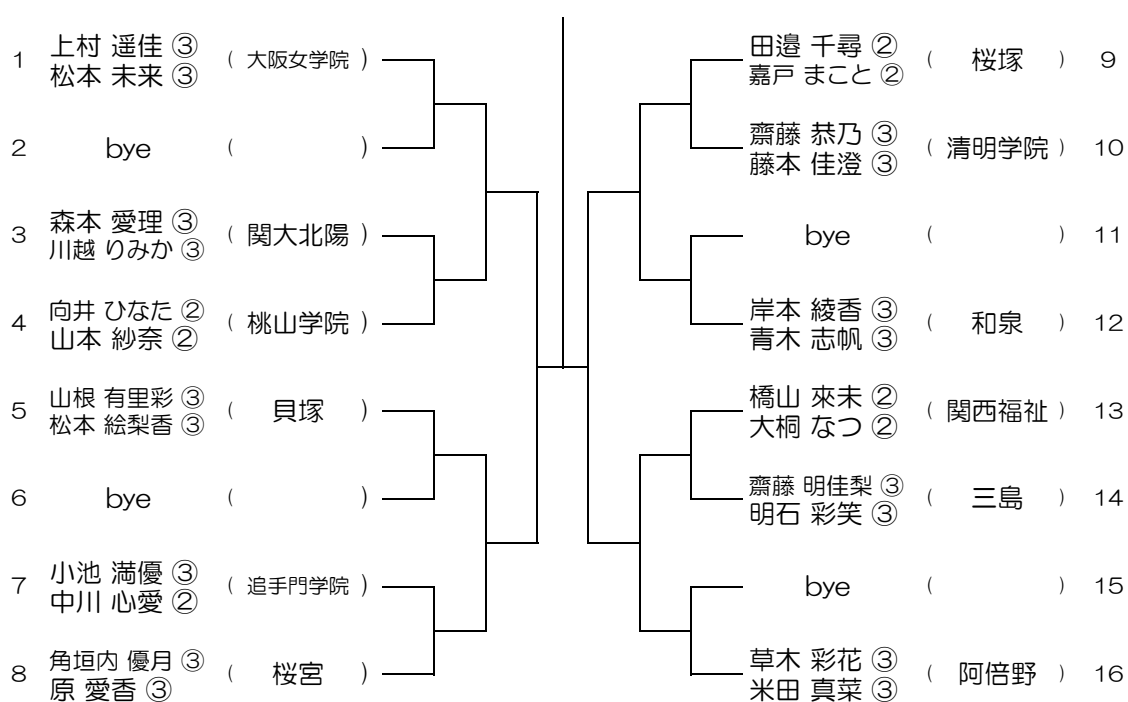 1 上村 遥佳 ③ ( 大阪女学院 )
松本 未来 ③
2 bye ( )
3 森本 愛理 ③ ( 関大北陽 )
川越 りみか ③
4 向井 ひなた ② ( 桃山学院 )
山本 紗奈 ②
5 山根 有里彩 ③ ( 貝塚 )
松本 絵梨香 ③
6 bye ( )
7 小池 満優 ③ ( 追手門学院 )
中川 心愛 ②
8 角垣内 優月 ③ ( 桜宮 )
原 愛香 ③
田邉 千尋 ② ( 桜塚 ) 9
嘉戸 まこと ②
齋藤 恭乃 ③ ( 清明学院 ) 10
藤本 佳澄 ③
bye ( ) 11
岸本 綾香 ③ ( 和泉 ) 12
青木 志帆 ③
橋山 來未 ② ( 関西福祉 ) 13
大桐 なつ ②
齋藤 明佳梨 ③ ( 三島 ) 14
明石 彩笑 ③
bye ( ) 15
草木 彩花 ③ ( 阿倍野 ) 16
米田 真菜 ③